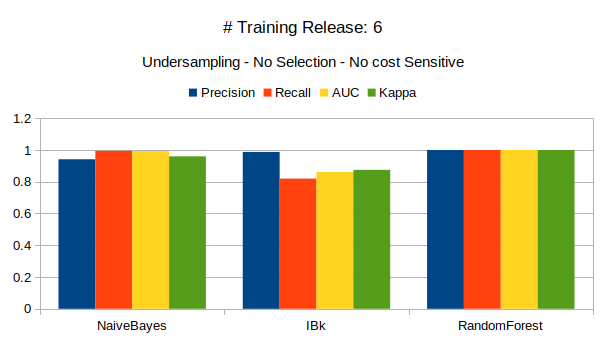 # Training Release: 6
Undersampling - No Selection - No cost Sensitive
Precision Recall AUC Kappa
1.2
1
0.8
0.6
0.4
0.2
0
NaiveBayes IBk RandomForest